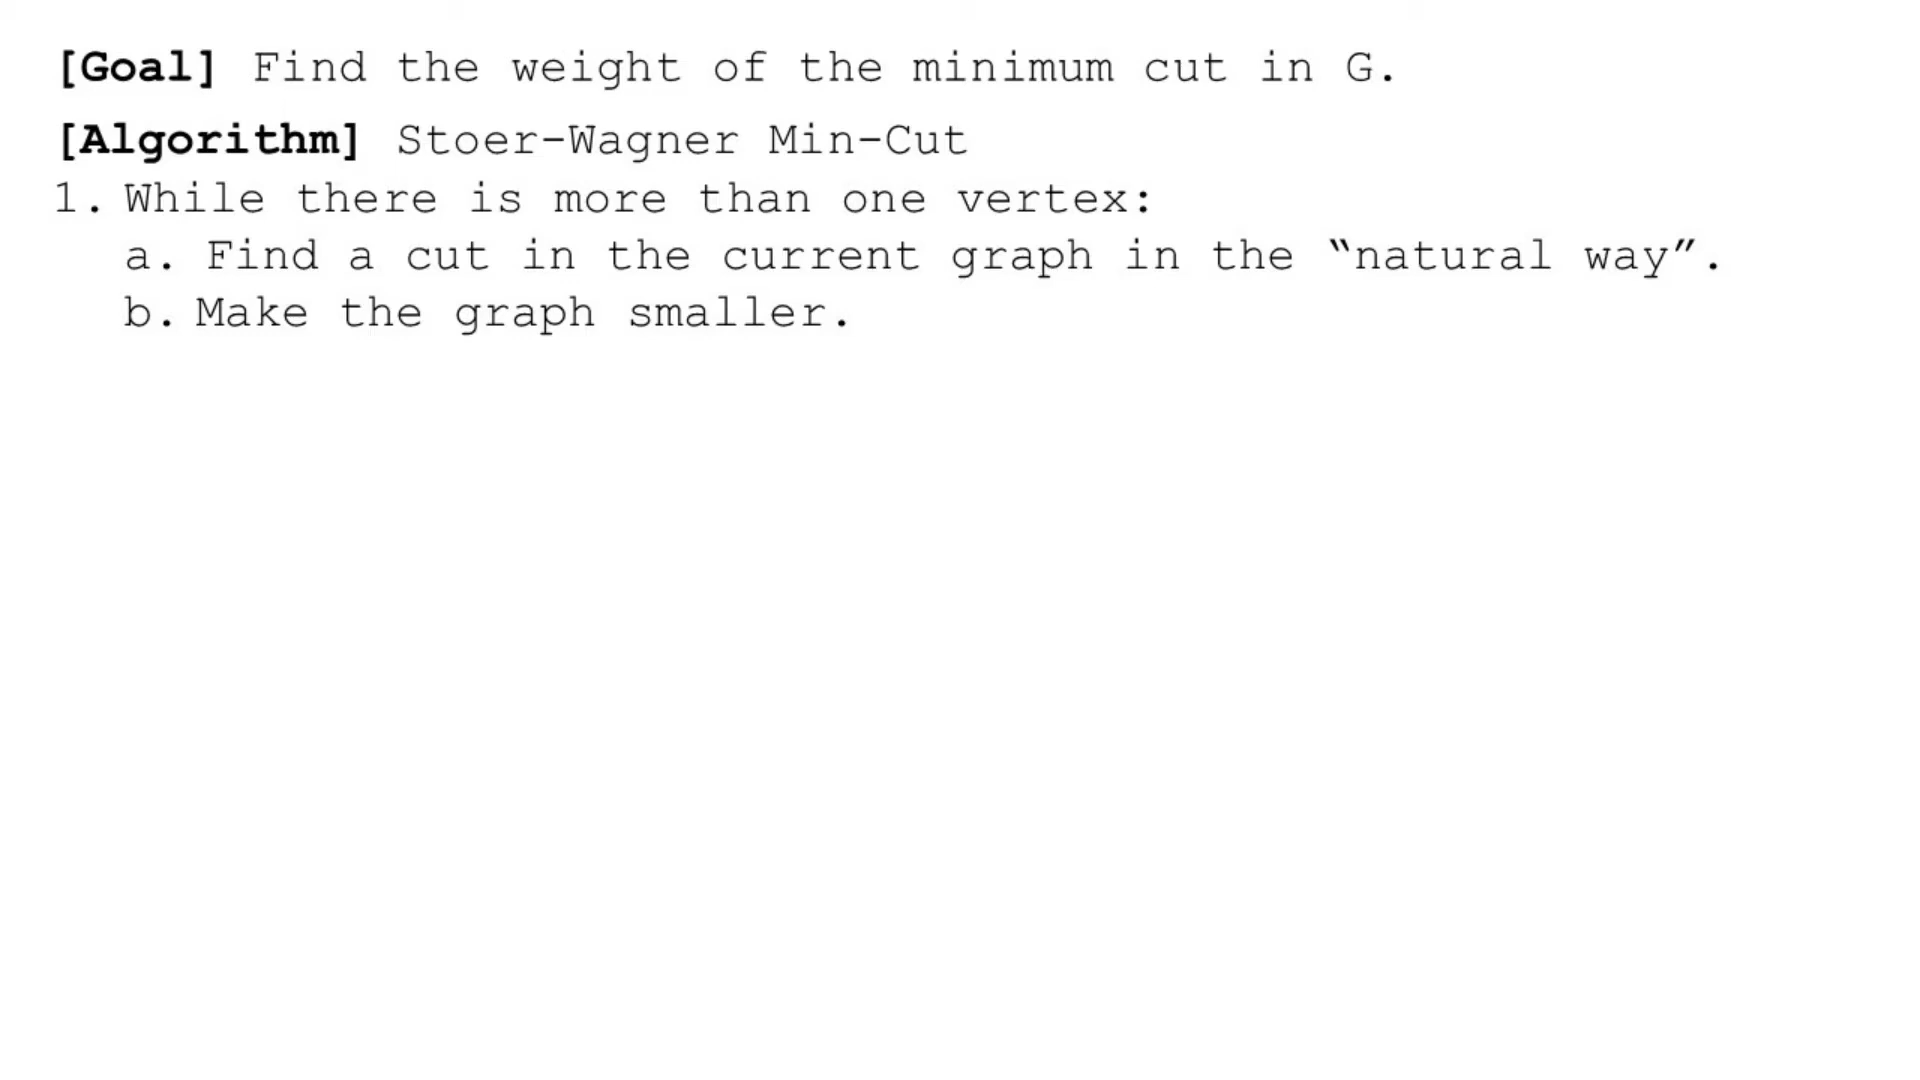 [Goal] Find the weight of the minimum cut in G.
[Algorithm] Stoer-Wagner Min-Cut
1. While there is more than one vertex:
a. Find a cut in the current graph in the “natural way”.
b. Make the graph smaller.